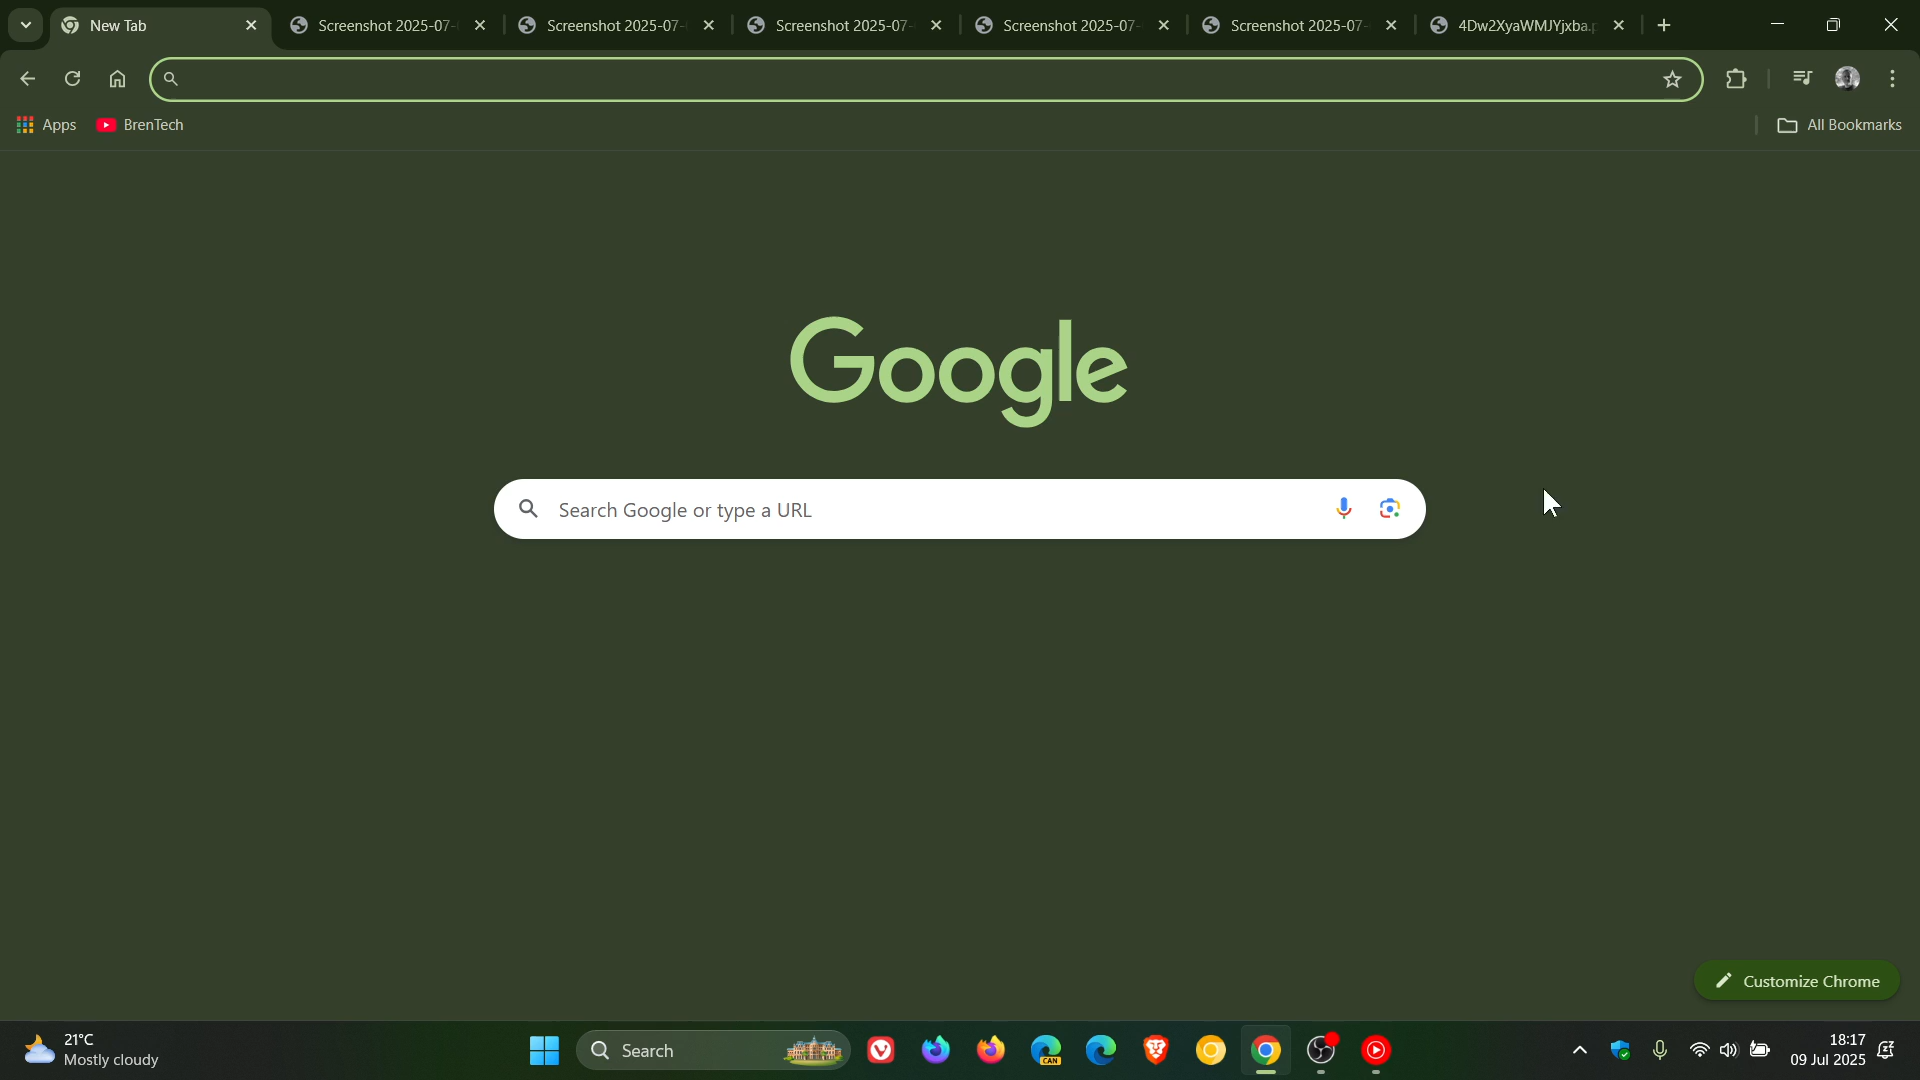 New Tab
Screenshot 2025-07-
Screenshot 2025-07-
Screenshot 2025-07-
Screenshot 2025-07-
Screenshot 2025-07-
4Dw2XyaWMJYjxba.p
Apps
BrenTech
All Bookmarks
Google
Search Google or type a URL
Customize Chrome
21°C
Mostly cloudy
Search
CAN
18:17
09 Jul 2025